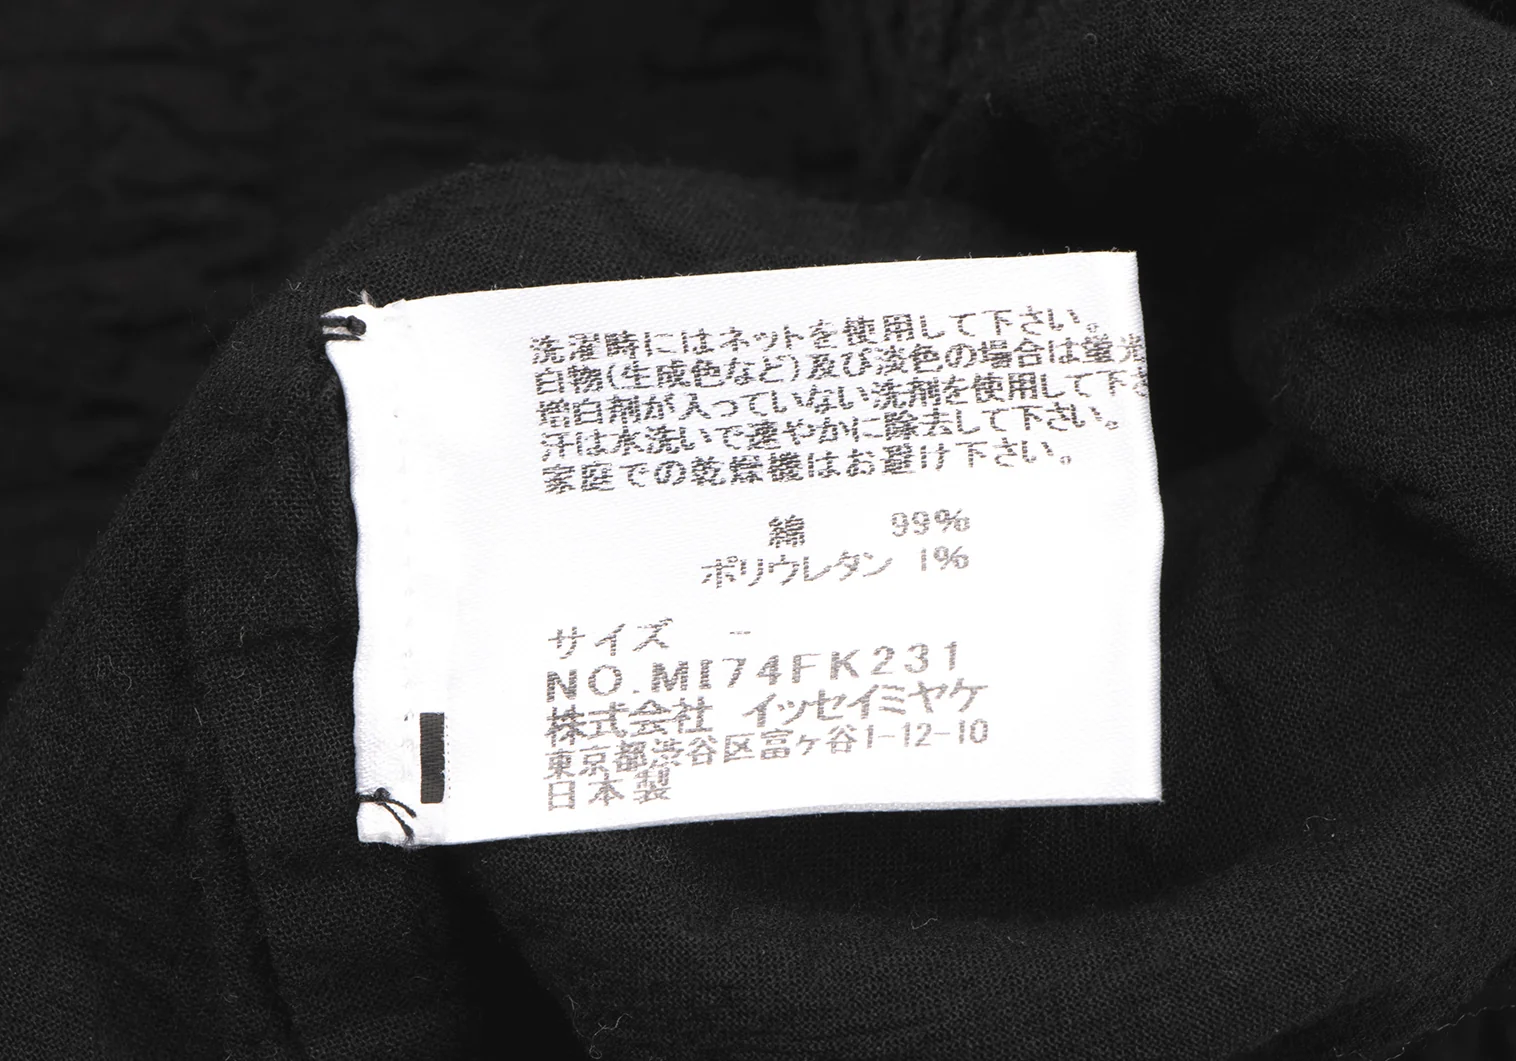 洗濯時にはネットを使用して下さい。
白物(生成色など)及び淡色の場合は蛍光
増白剤が入っていない洗剤を使用して下さ
汗は水洗いで速やかに除去して下さい。
家庭での乾燥機はお避け下さい。
綿 99%
ポリウレタン 1%
サイズ -
NO.MI74FK231
株式会社 イッセイミヤケ
東京都渋谷区富ヶ谷1-12-10
日本製